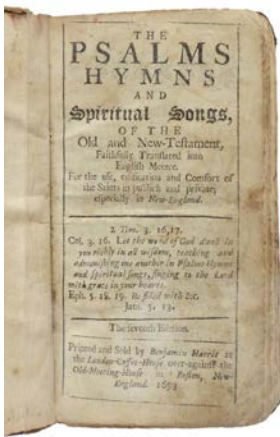 THE
PSALMS
HYMNS
AND
Spiritual Songs,
OF THE
Old and New-Testament,
Faithfully Translated into
English Meetre.
For the use, edification and Comfort of
the Saints in publick and private,
especially in New-England.
2 Tim. 3. 16,17.
Col. 3. 16. Let the word of God dwell in
you richly in all wisdom, teaching and
admonishing one another in Psalms Hymns
and spiritual songs, singing to the Lord
with grace in your hearts.
Eph. 5. 18. 19. Be filled with &c.
Jam. 5. 13.
The seventh Edition.
Printed and Sold by Benjamin Harris at
the London-Coffee-House over-against the
Old-Meeting-House in Boston, New-
England. 1693